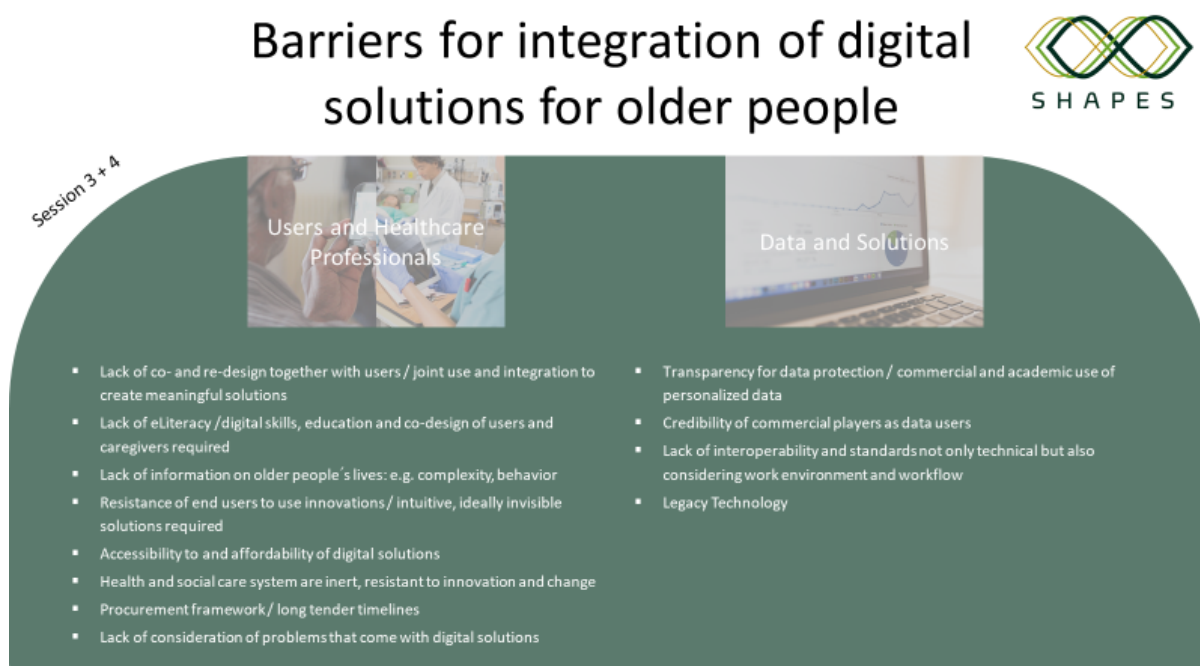 Barriers for integration of digital
solutions for older people
SHAPES
Session 3 + 4
Users and Healthcare
Professionals
▪ Lack of co- and re-design together with users / joint use and integration to
create meaningful solutions
▪ Lack of eLiteracy /digital skills, education and co-design of users and
caregivers required
▪ Lack of information on older people´s lives: e.g. complexity, behavior
▪ Resistance of end users to use innovations / intuitive, ideally invisible
solutions required
▪ Accessibility to and affordability of digital solutions
▪ Health and social care system are inert, resistant to innovation and change
▪ Procurement framework / long tender timelines
▪ Lack of consideration of problems that come with digital solutions
Data and Solutions
▪ Transparency for data protection / commercial and academic use of
personalized data
▪ Credibility of commercial players as data users
▪ Lack of interoperability and standards not only technical but also
considering work environment and workflow
▪ Legacy Technology